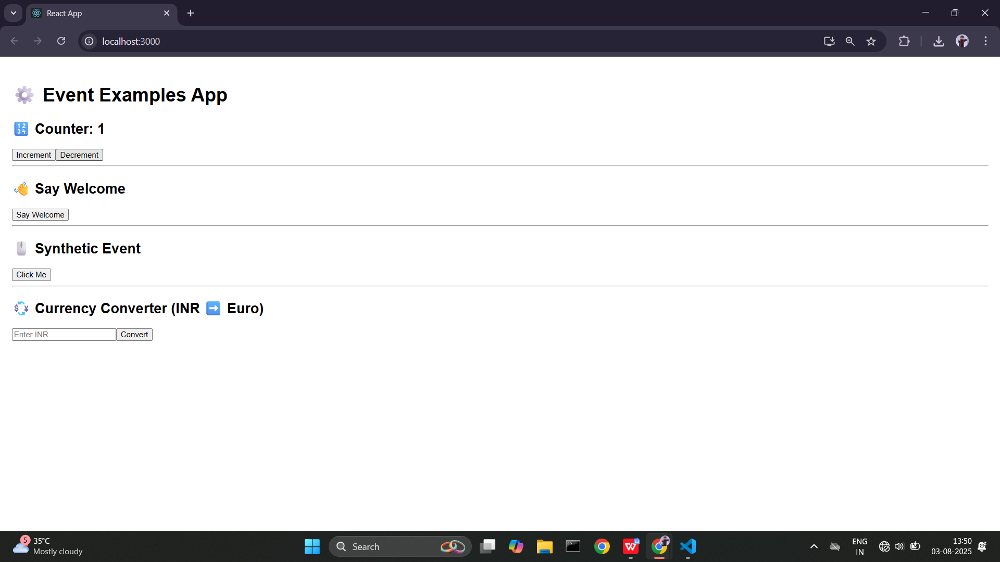 React App
localhost:3000
Event Examples App
Counter: 1
Increment Decrement
Say Welcome
Say Welcome
Synthetic Event
Click Me
Currency Converter (INR ➡ Euro)
Enter INR Convert
5
35°C
Mostly cloudy
Search
ENG
IN
13:50
03-08-2025